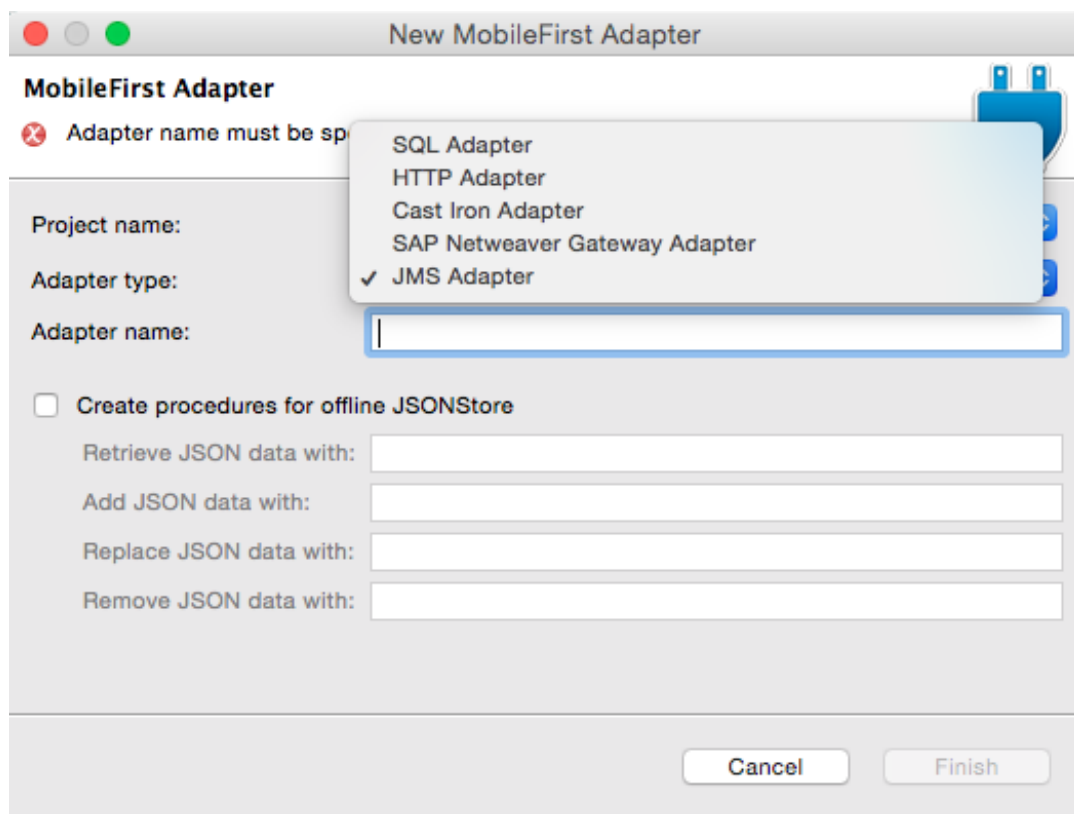 New MobileFirst Adapter
MobileFirst Adapter
Adapter name must be
SQL Adapter
HTTP Adapter
Cast Iron Adapter
SAP Netweaver Gateway Adapter
✓ JMS Adapter
Project name:
Adapter type:
Adapter name:
Create procedures for offline JSONStore
Retrieve JSON data with:
Add JSON data with:
Replace JSON data with:
Remove JSON data with:
Cancel
Finish